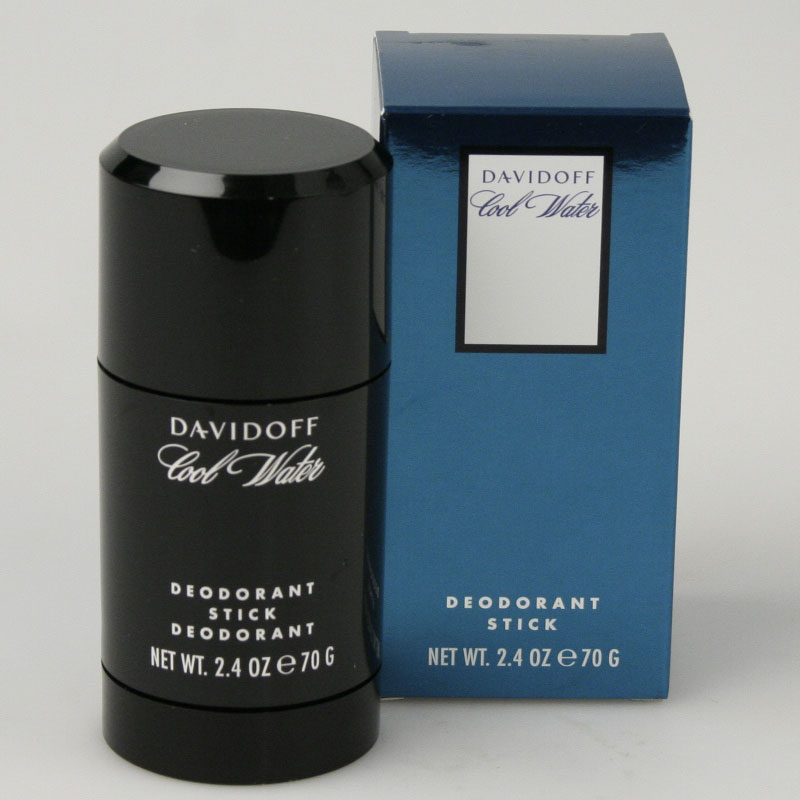 DAVIDOFF
Cool Water
DEODORANT
STICK
DEODORANT
NET WT. 2.4 OZ ℮ 70 G
DAVIDOFF
Cool Water
DEODORANT
STICK
NET WT. 2.4 OZ ℮ 70 G